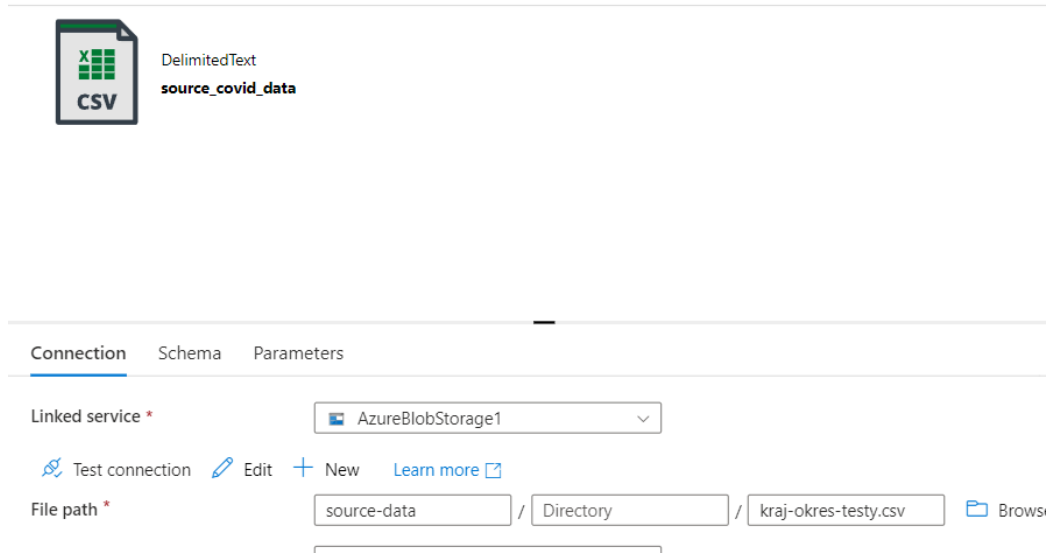 DelimitedText
CSV
source_covid_data
Connection Schema Parameters
Linked service * AzureBlobStorage1
Test connection Edit New Learn more
File path * source-data / Directory / kraj-okres-testy.csv Browse